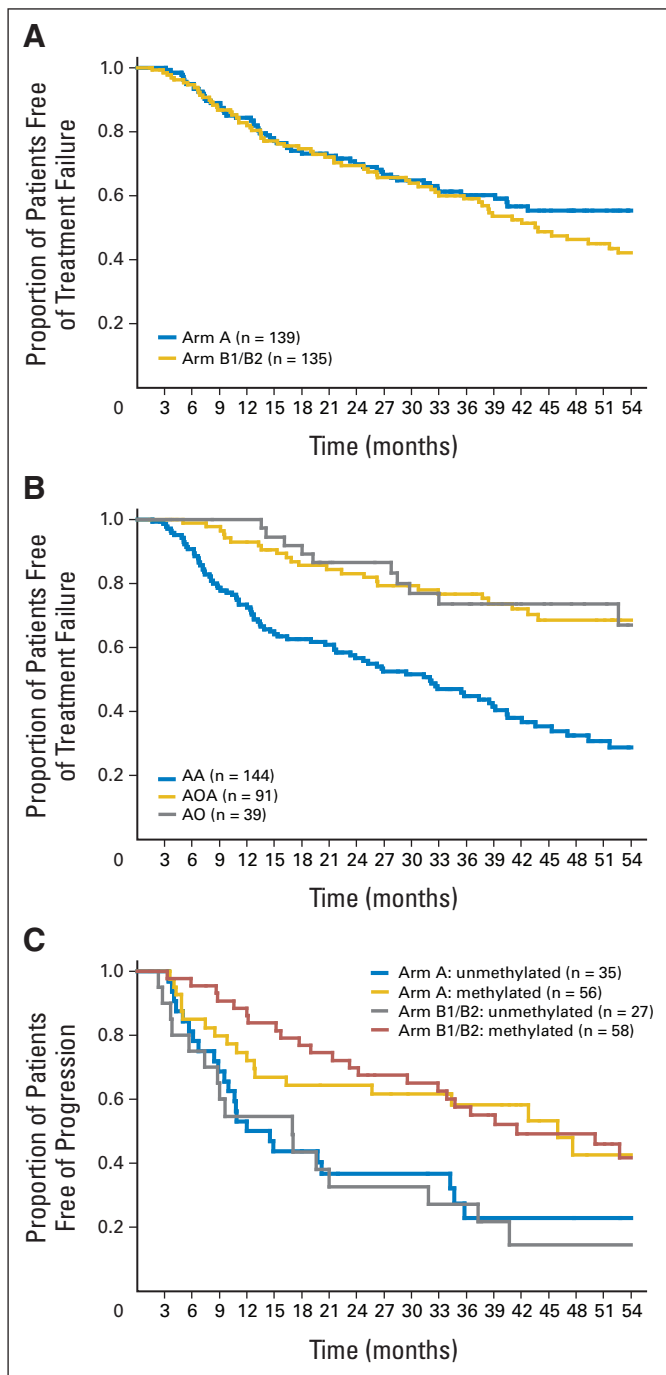 A
Proportion of Patients Free
of Treatment Failure
1.0
0.8
0.6
0.4
0.2
Arm A (n = 139)
Arm B1/B2 (n = 135)
0 3 6 9 12 15 18 21 24 27 30 33 36 39 42 45 48 51 54
Time (months)
B
Proportion of Patients Free
of Treatment Failure
1.0
0.8
0.6
0.4
0.2
AA (n = 144)
AOA (n = 91)
AO (n = 39)
0 3 6 9 12 15 18 21 24 27 30 33 36 39 42 45 48 51 54
Time (months)
C
Proportion of Patients
Free of Progression
1.0
0.8
0.6
0.4
0.2
Arm A: unmethylated (n = 35)
Arm A: methylated (n = 56)
Arm B1/B2: unmethylated (n = 27)
Arm B1/B2: methylated (n = 58)
0 3 6 9 12 15 18 21 24 27 30 33 36 39 42 45 48 51 54
Time (months)